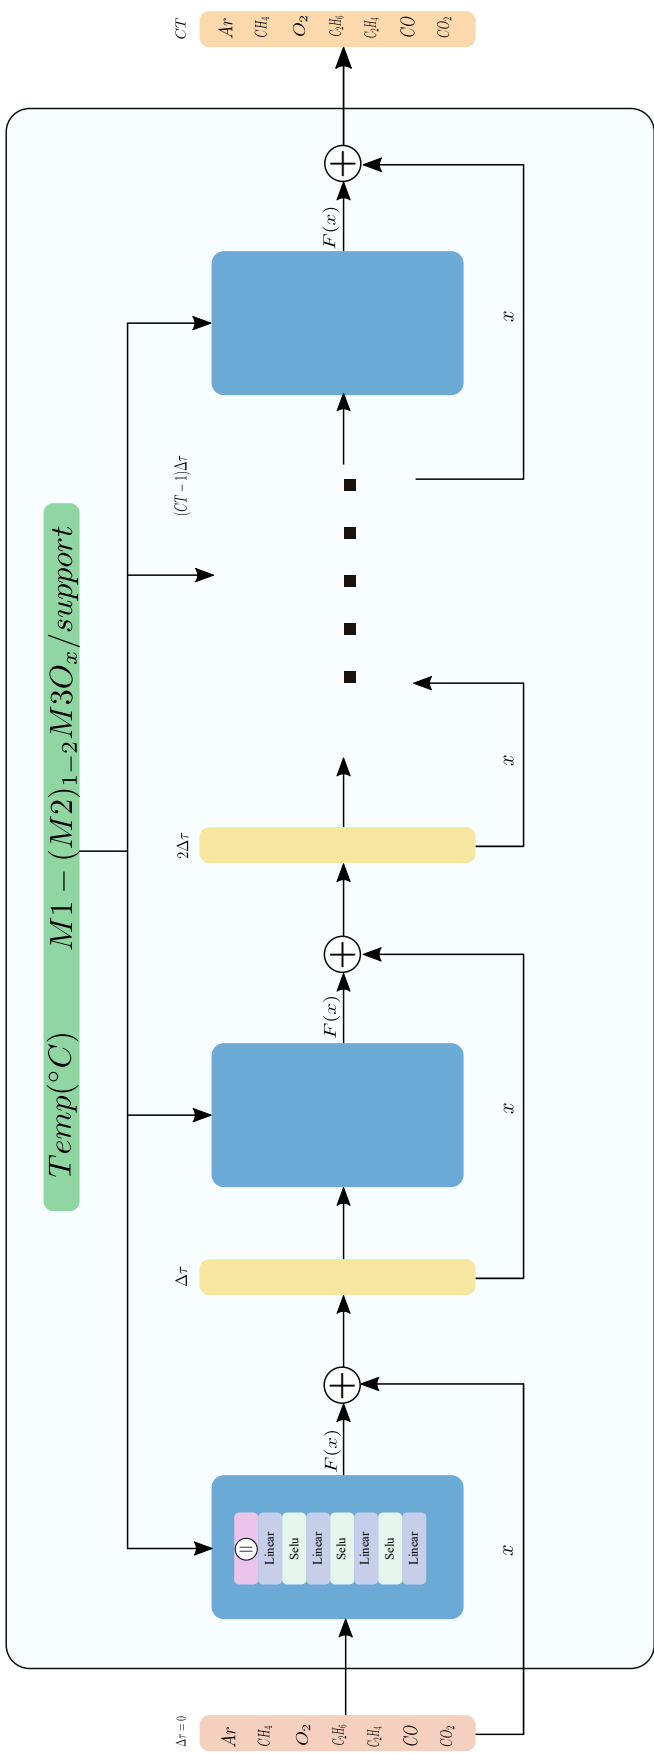 Temp(°C) M1 − (M2)₁₋₂M3Oₓ/support
Δτ = 0
Ar
CH₄
O₂
C₂H₆
C₂H₄
CO
CO₂
||
Linear
Selu
Linear
Selu
Linear
Selu
Linear
F(x)
x
Δτ
F(x)
x
2Δτ
x
(CT − 1)Δτ
F(x)
x
CT
Ar
CH₄
O₂
C₂H₆
C₂H₄
CO
CO₂